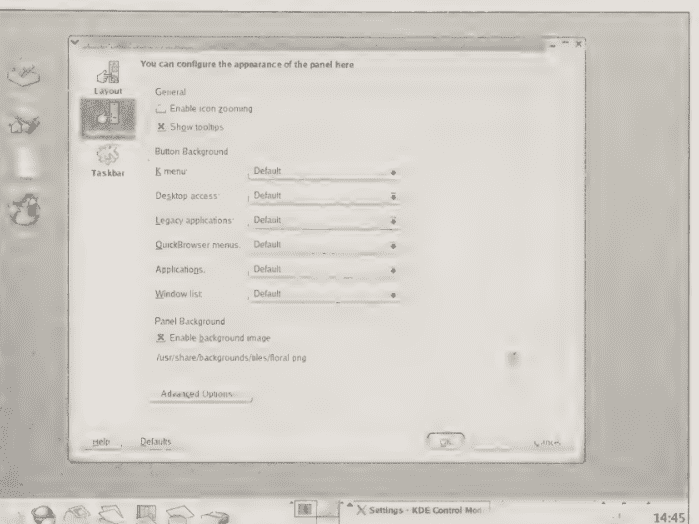 You can configure the appearance of the panel here
Layout
General
Enable icon zooming
Show tooltips
Button Background
K menu: Default
Taskbar
Desktop access: Default
Legacy applications: Default
QuickBrowser menus: Default
Applications: Default
Window list: Default
Panel Background
Enable background image
/usr/share/backgrounds/tiles/floral.png
Advanced Options
Help Defaults OK
Settings - KDE Control Mod
14:45